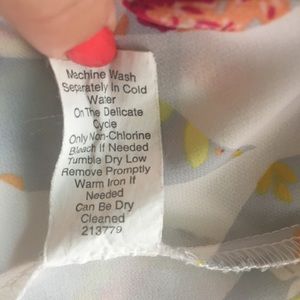 Machine Wash
Separately In Cold
Water
On The Delicate
Cycle
Only Non-Chlorine
Bleach If Needed
Tumble Dry Low
Remove Promptly
Warm Iron If
Needed
Can Be Dry
Cleaned
213779